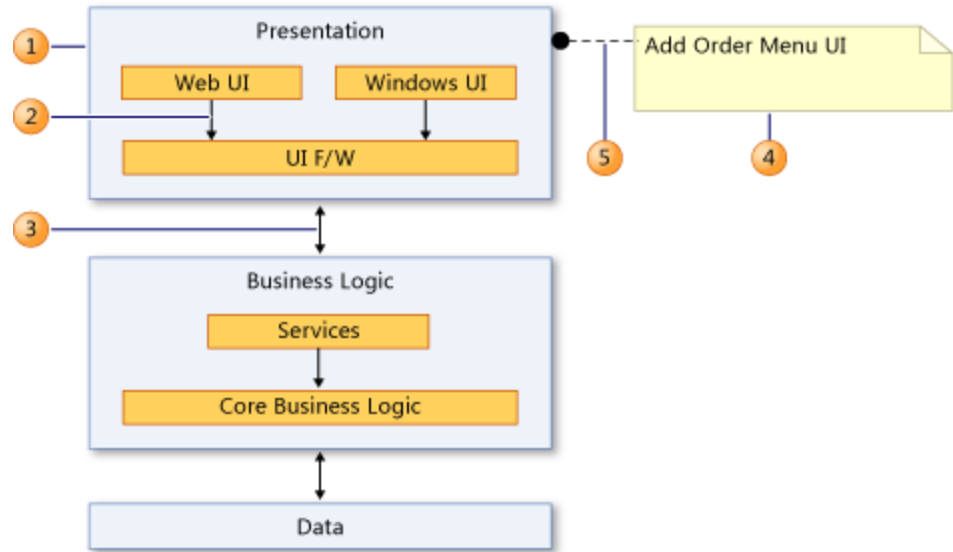 Presentation
1
Add Order Menu UI
Web UI
Windows UI
2
UI F/W
5
4
3
Business Logic
Services
Core Business Logic
Data